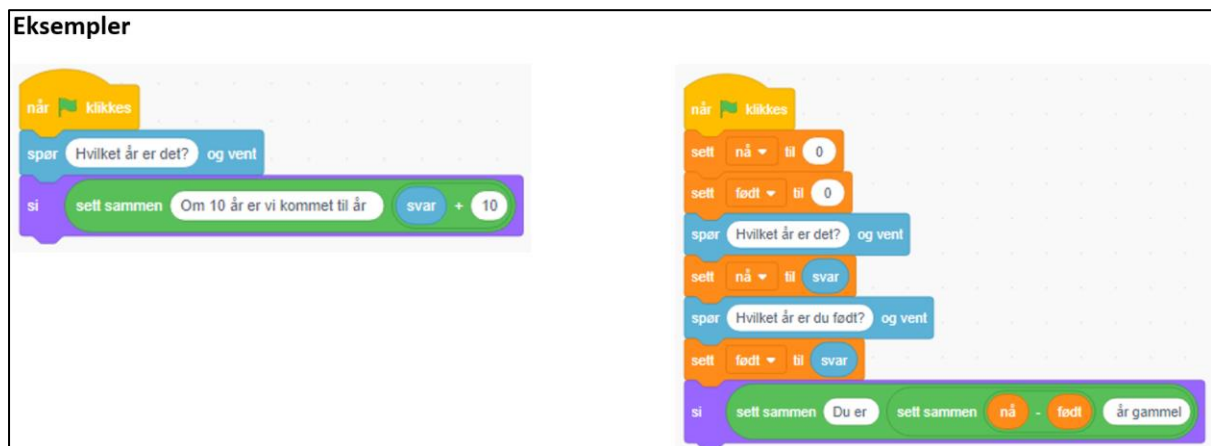 Eksempler
når klikkes
spør Hvilket år er det? og vent
si sett sammen Om 10 år er vi kommet til år svar + 10
når klikkes
sett nå til 0
sett født til 0
spør Hvilket år er det? og vent
sett nå til svar
spør Hvilket år er du født? og vent
sett født til svar
si sett sammen Du er sett sammen nå - født år gammel